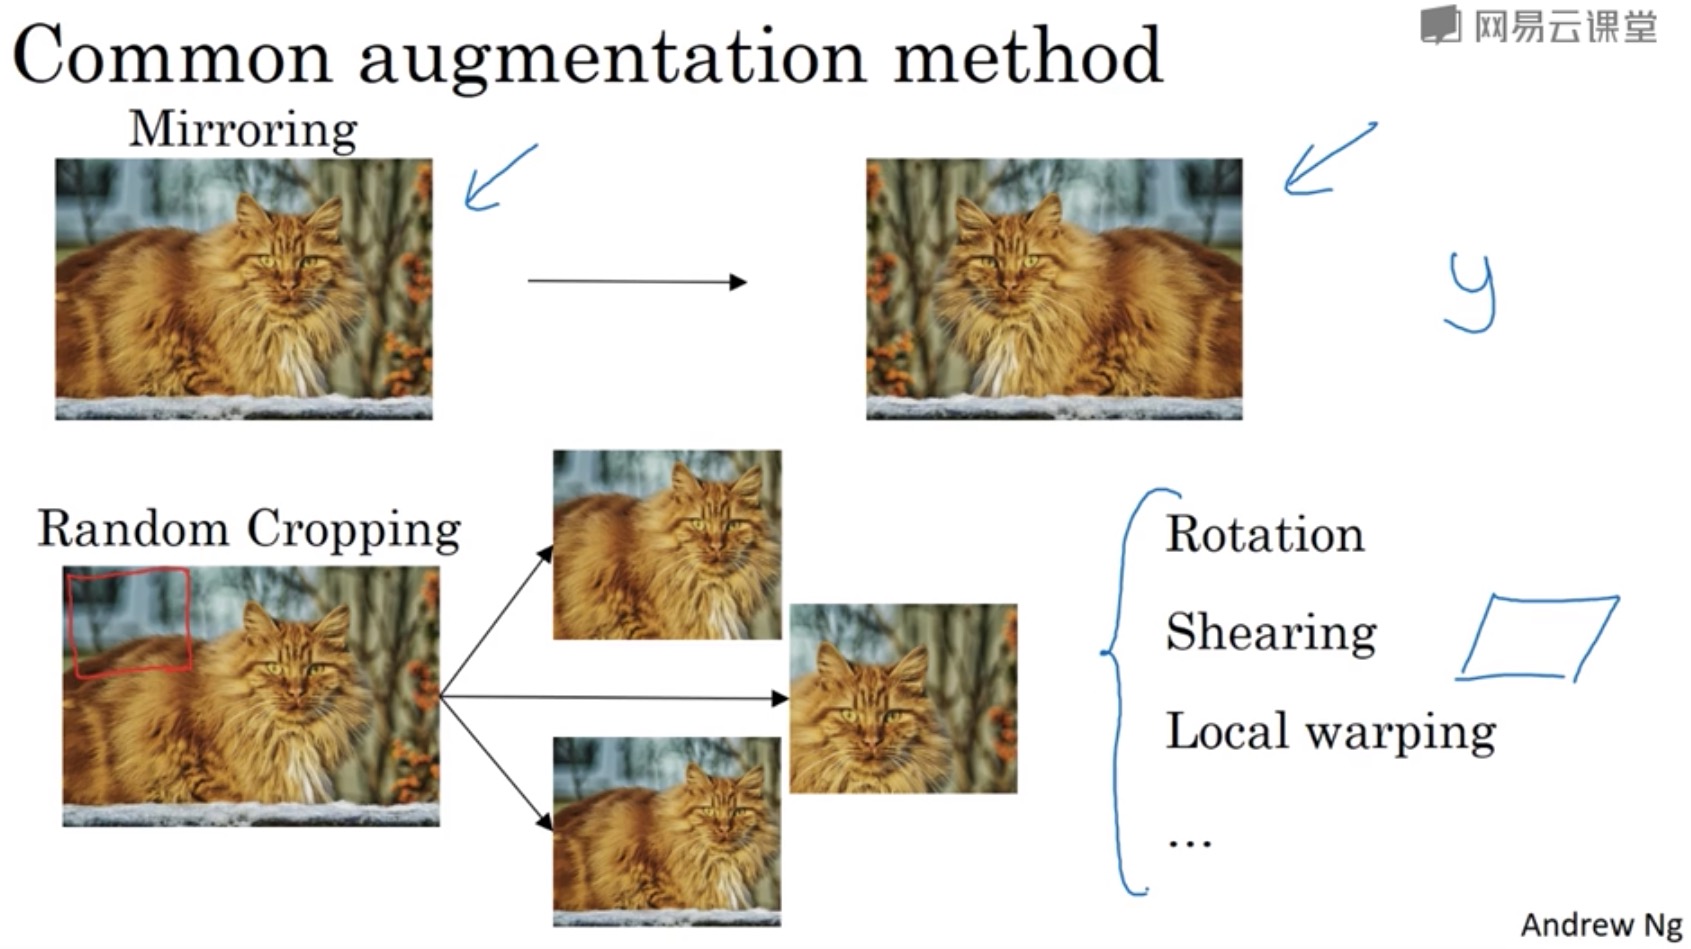 Common augmentation method
网易云课堂
Mirroring
y
Random Cropping
Rotation
Shearing
Local warping
...
Andrew Ng